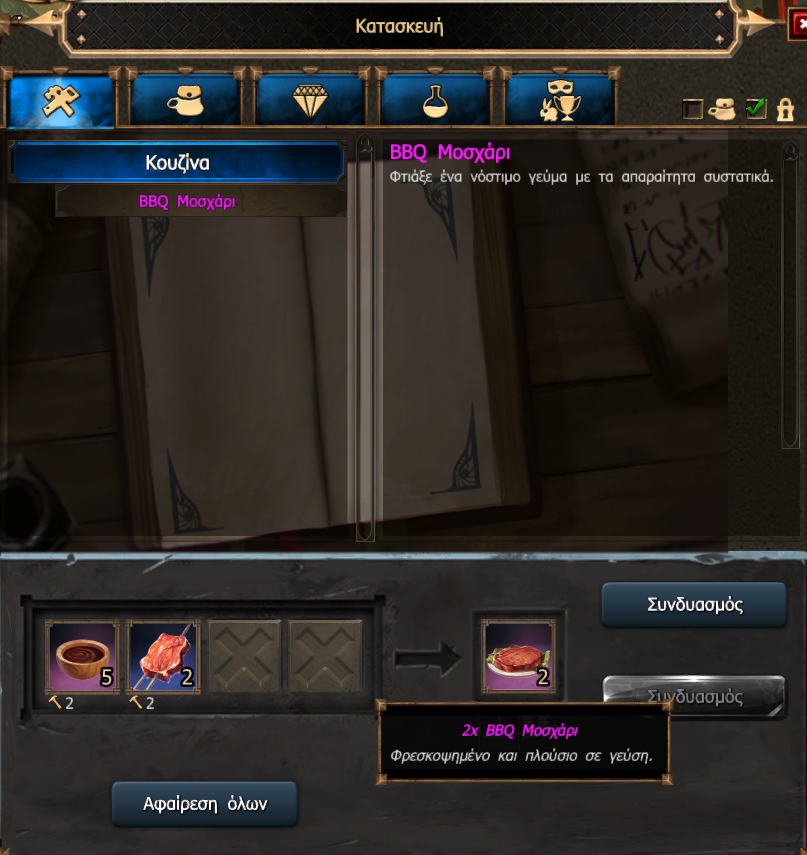 Κατασκευή
Κουζίνα
BBQ Μοσχάρι
BBQ Μοσχάρι
Φτιάξε ένα νόστιμο γεύμα με τα απαραίτητα συστατικά.
Συνδυασμός
5
2
2
2
2
Συνδυασμός
2x BBQ Μοσχάρι
Φρεσκοψημένο και πλούσιο σε γεύση.
Αφαίρεση όλων